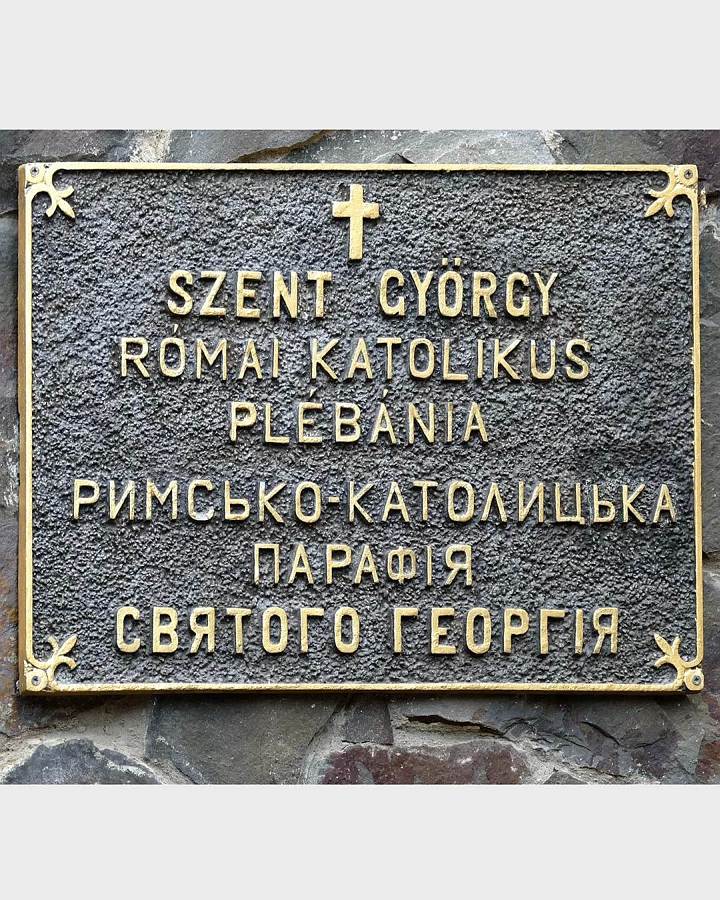 SZENT GYÖRGY
RÓMAI KATOLIKUS
PLÉBÁNIA
РИМСЬКО-КАТОЛИЦЬКА
ПАРАФІЯ
СВЯТОГО ГЕОРГІЯ